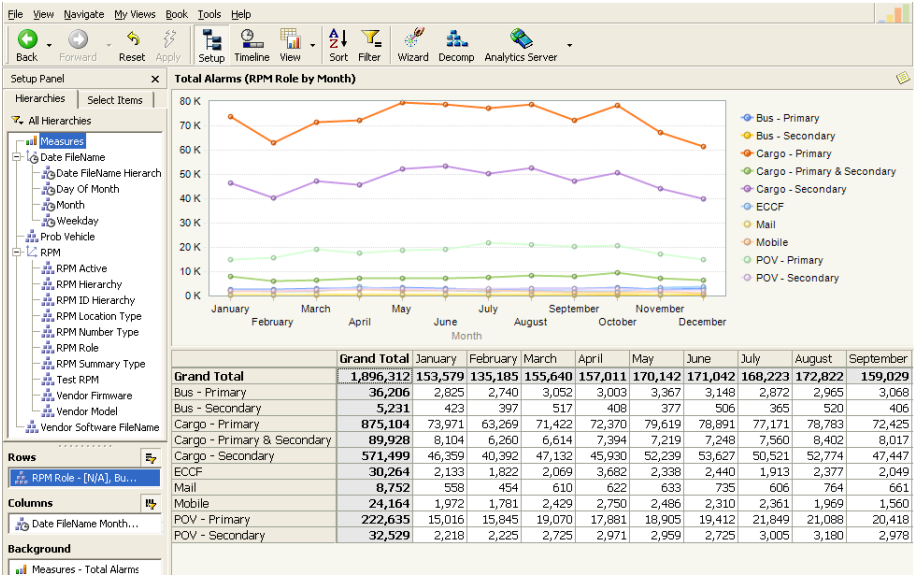 File View Navigate My Views Book Tools Help
Back Forward Reset Apply Setup Timeline View Sort Filter Wizard Decomp Analytics Server
Setup Panel x
Hierarchies Select Items
All Hierarchies
Measures
Date FileName
Date FileName Hierarch
Day Of Month
Month
Weekday
Prob Vehicle
RPM
RPM Active
RPM Hierarchy
RPM ID Hierarchy
RPM Location Type
RPM Number Type
RPM Role
RPM Summary Type
Test RPM
Vendor Firmware
Vendor Model
Vendor Software FileName
Rows
RPM Role - [N/A], Bu...
Columns
Date FileName Month...
Background
Measures - Total Alarms
Total Alarms (RPM Role by Month)
80 K
70 K
60 K
50 K
40 K
30 K
20 K
10 K
0 K
January March May July September November
February April June August October December
Month
Bus - Primary
Bus - Secondary
Cargo - Primary
Cargo - Primary & Secondary
Cargo - Secondary
ECCF
Mail
Mobile
POV - Primary
POV - Secondary
Grand Total January February March April May June July August September
Grand Total 1,896,312 153,579 135,185 155,640 157,011 170,142 171,042 168,223 172,822 159,029
Bus - Primary 36,206 2,825 2,740 3,052 3,003 3,367 3,148 2,872 2,965 3,068
Bus - Secondary 5,231 423 397 517 408 377 506 365 520 406
Cargo - Primary 875,104 73,971 63,269 71,422 72,370 79,619 78,891 77,171 78,783 72,425
Cargo - Primary & Secondary 89,928 8,104 6,260 6,614 7,394 7,219 7,248 7,560 8,402 8,017
Cargo - Secondary 571,499 46,359 40,392 47,132 45,930 52,239 53,627 50,521 52,774 47,447
ECCF 30,264 2,133 1,822 2,069 3,682 2,338 2,440 1,913 2,377 2,049
Mail 8,752 558 454 610 622 633 735 606 764 661
Mobile 24,164 1,972 1,781 2,429 2,750 2,486 2,310 2,361 1,969 1,560
POV - Primary 222,635 15,016 15,845 19,070 17,881 18,905 19,412 21,849 21,088 20,418
POV - Secondary 32,529 2,218 2,225 2,725 2,971 2,959 2,725 3,005 3,180 2,978